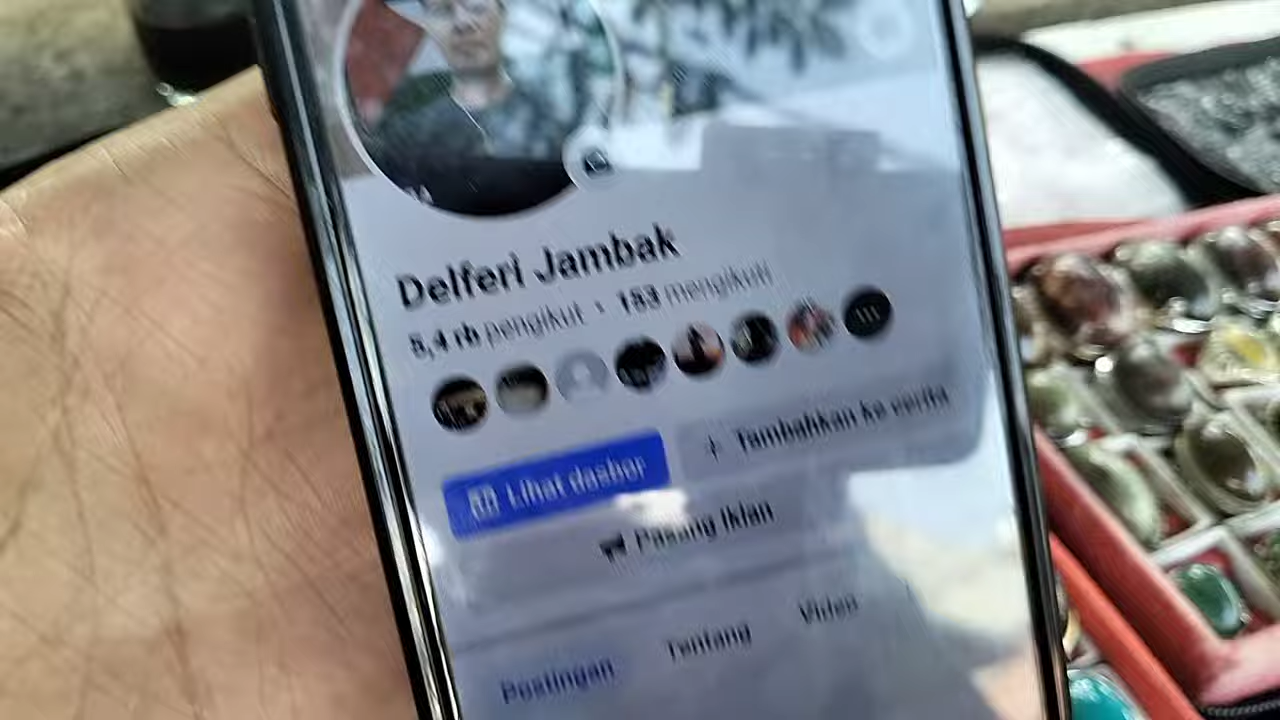 Delferi Jambak
5,4 rb pengikut • 153 mengikuti
Lihat dasbor
+ Tambahkan ke cerita
Pasang Iklan
Postingan Tentang Video